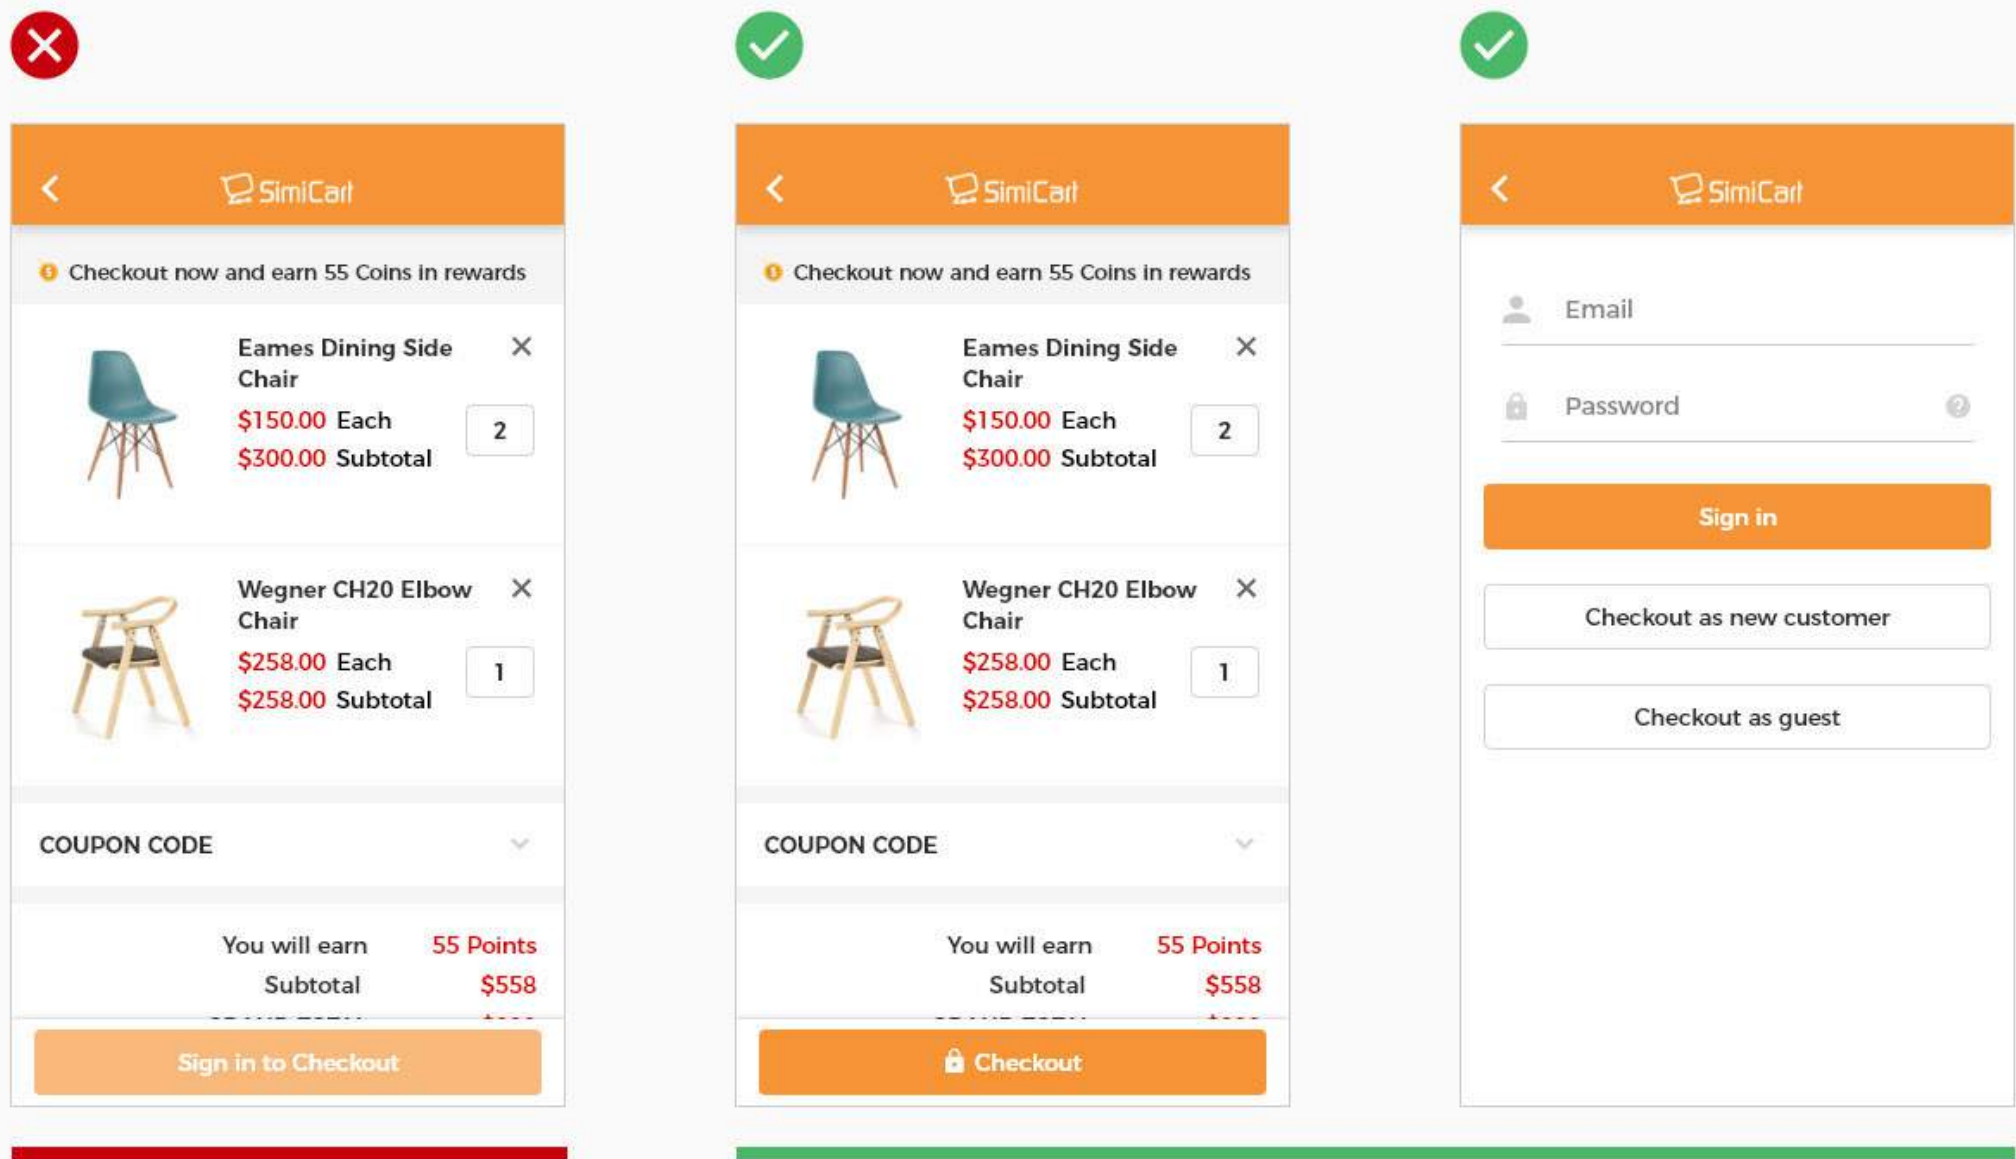 SimiCart
Checkout now and earn 55 Coins in rewards
Eames Dining Side
Chair
$150.00 Each
2
$300.00 Subtotal
Wegner CH20 Elbow
Chair
$258.00 Each
1
$258.00 Subtotal
COUPON CODE
You will earn 55 Points
Subtotal $558
Sign in to Checkout
SimiCart
Checkout now and earn 55 Coins in rewards
Eames Dining Side
Chair
$150.00 Each
2
$300.00 Subtotal
Wegner CH20 Elbow
Chair
$258.00 Each
1
$258.00 Subtotal
COUPON CODE
You will earn 55 Points
Subtotal $558
Checkout
SimiCart
Email
Password
Sign in
Checkout as new customer
Checkout as guest